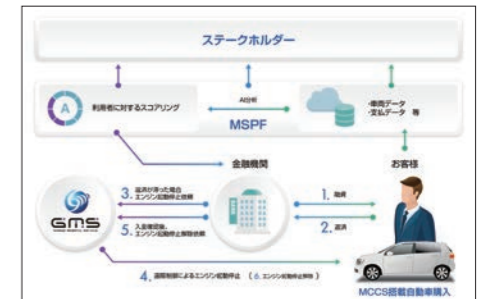 ステークホルダー
A
利用者に対するスコアリング
AI分析
・車両データ
・支払データ 等
MSPF
金融機関
お客様
3. 返済が滞った場合
エンジン起動停止依頼
1. 融資
GMS
5. 入金確認後、
エンジン起動停止解除依頼
2. 返済
4. 遠隔制御によるエンジン起動停止 (6. エンジン起動停止解除)
MCCS搭載自動車購入